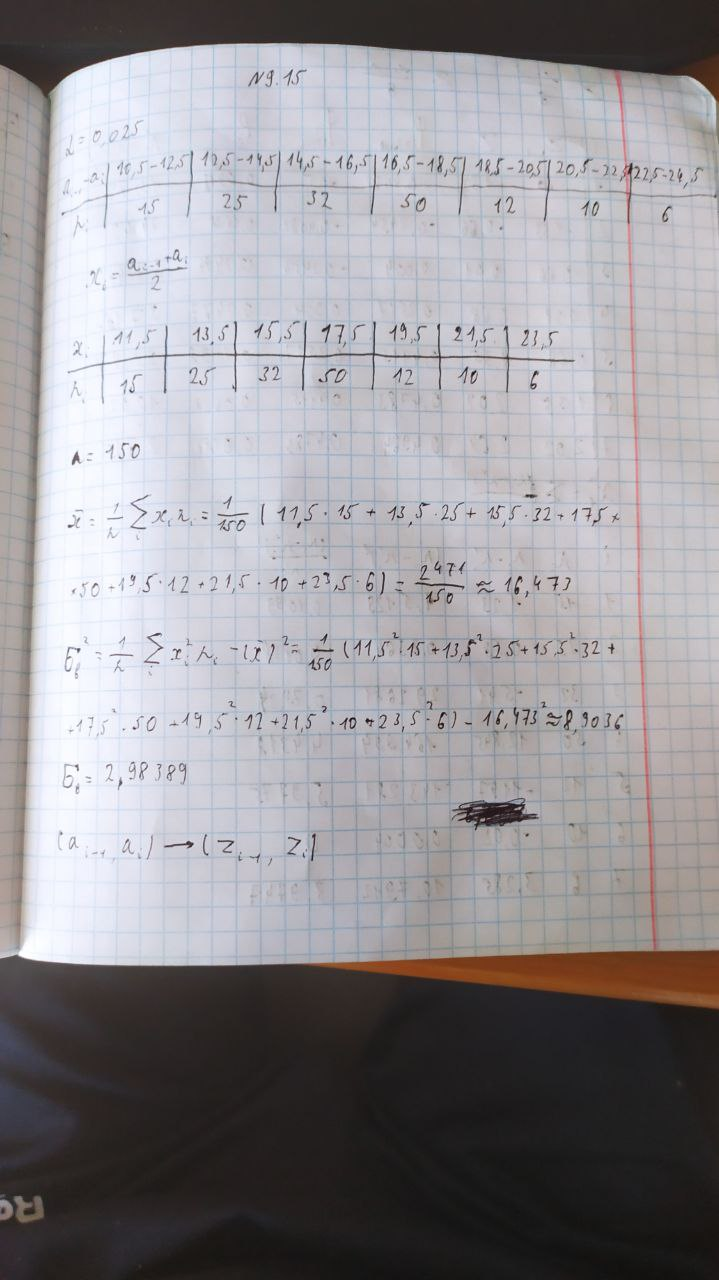 N9.15
α = 0,025
aᵢ₋₁-aᵢ | 10,5-12,5 | 12,5-14,5 | 14,5-16,5 | 16,5-18,5 | 18,5-20,5 | 20,5-22,5 | 22,5-24,5
nᵢ | 15 | 25 | 32 | 50 | 12 | 10 | 6
xᵢ = (aᵢ₋₁+aᵢ)/2
xᵢ | 11,5 | 13,5 | 15,5 | 17,5 | 19,5 | 21,5 | 23,5
nᵢ | 15 | 25 | 32 | 50 | 12 | 10 | 6
n = 150
x̄ = 1/n ∑ᵢ xᵢnᵢ = 1/150 (11,5·15 + 13,5·25 + 15,5·32 + 17,5×
×50 + 19,5·12 + 21,5·10 + 23,5·6) = 2471/150 ≈ 16,473
Бв² = 1/n ∑ᵢ xᵢ²nᵢ - (x̄)² = 1/150 (11,5²·15 + 13,5²·25 + 15,5²·32 +
+17,5²·50 + 19,5²·12 + 21,5²·10 + 23,5²·6) - 16,473² ≈ 8,9036
Бв = 2,98389
(aᵢ₋₁, aᵢ) → (zᵢ₋₁, zᵢ)